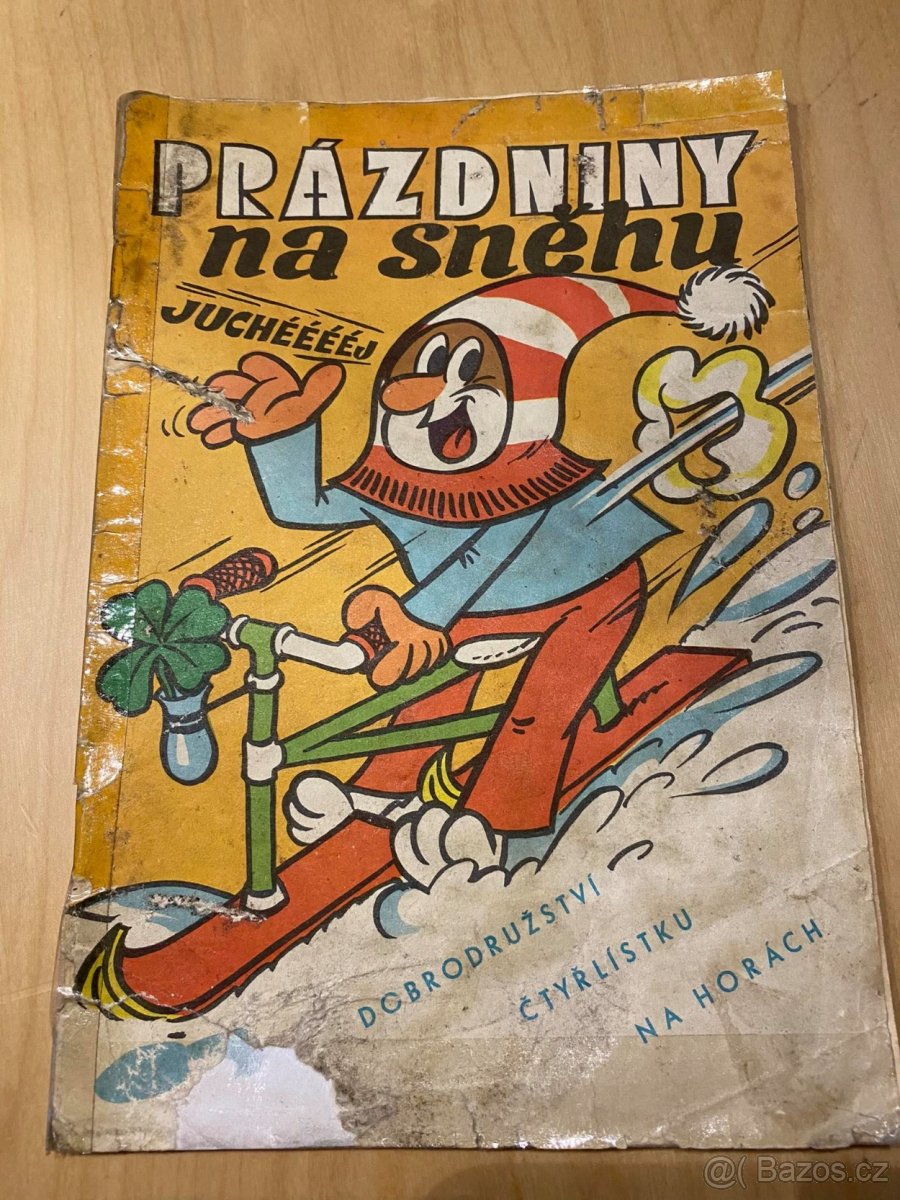 PRÁZDNINY
na sněhu
JUCHÉÉÉÉJ
DOBRODRUŽSTVÍ
ČTYŘLÍSTKU
NA HORÁCH
@( Bazos.cz